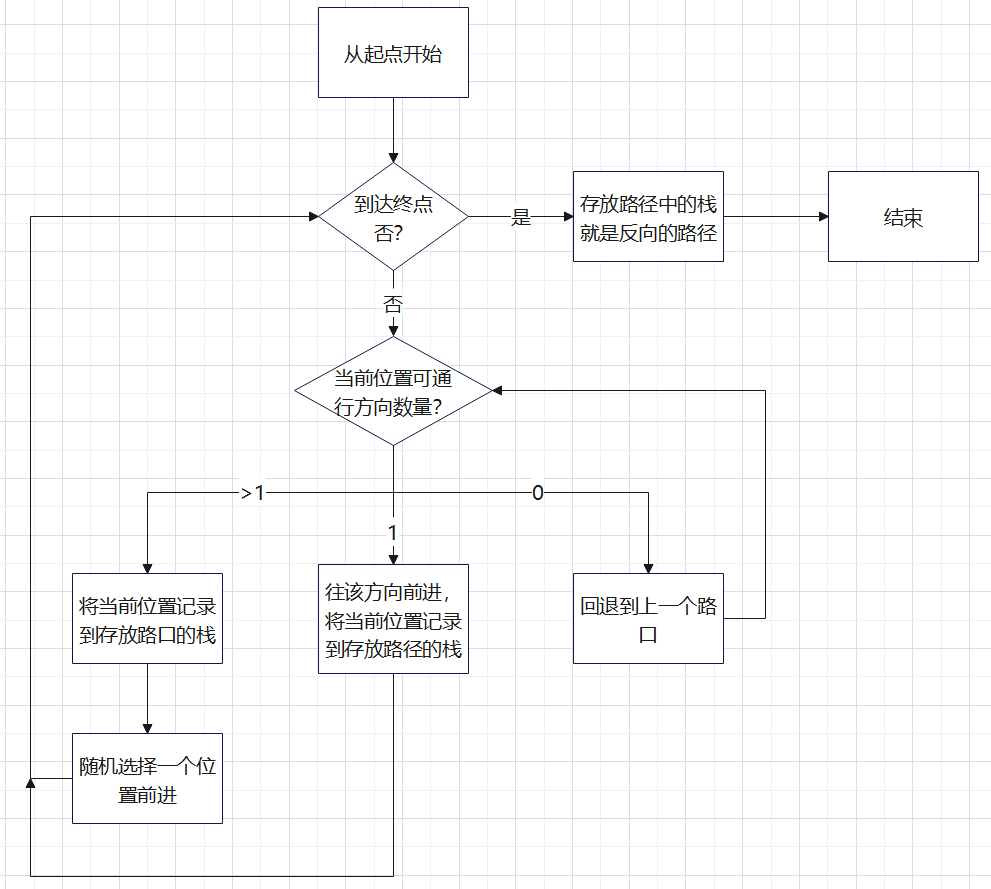 从起点开始
到达终点
否？
是
存放路径中的栈
就是反向的路径
结束
否
当前位置可通
行方向数量？
>1
0
1
将当前位置记录
到存放路口的栈
往该方向前进，
将当前位置记录
到存放路径的栈
回退到上一个路
口
随机选择一个位
置前进